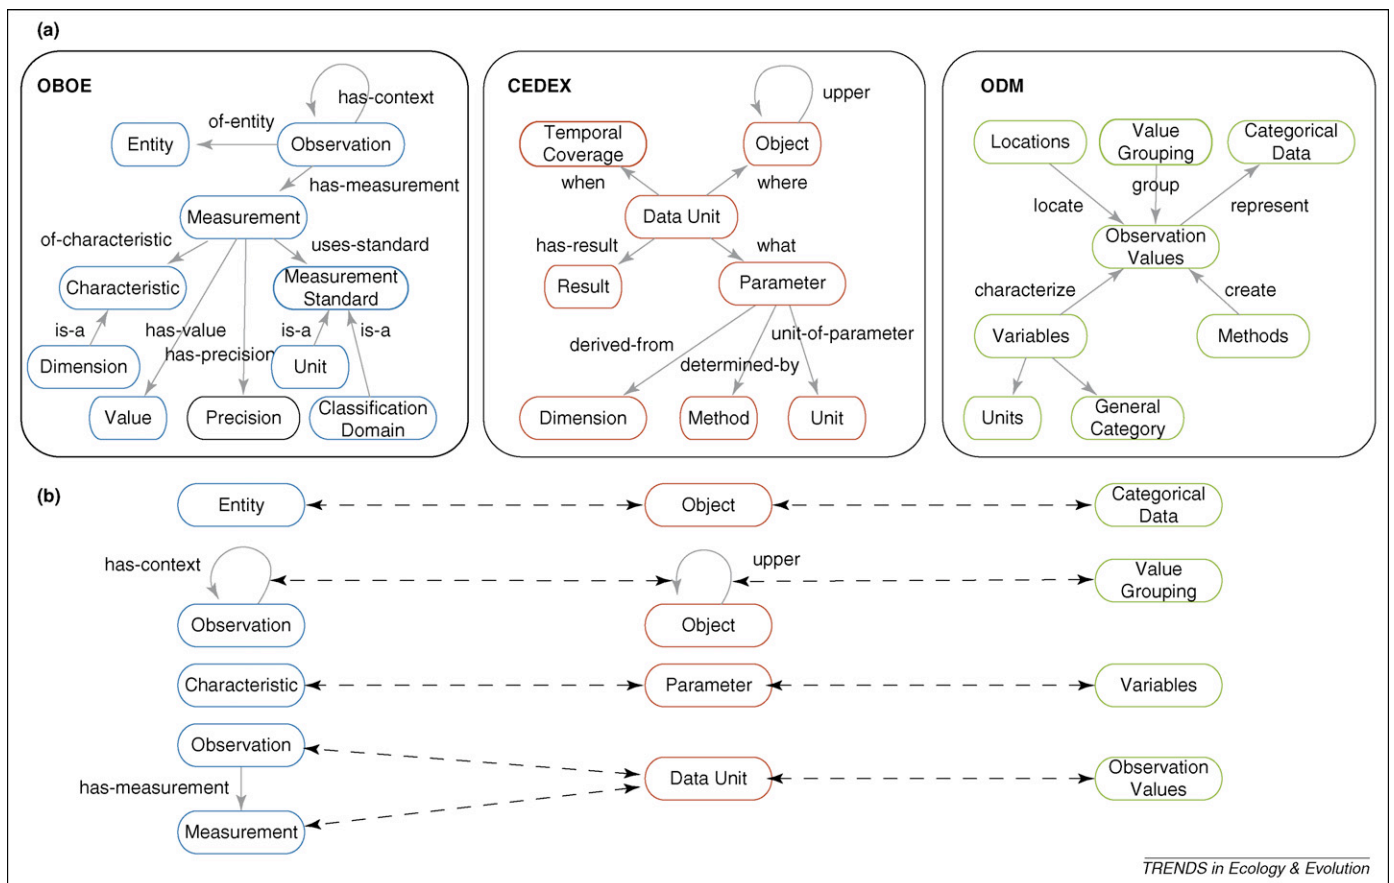 (a)
OBOE
has-context
of-entity
Entity
Observation
has-measurement
Measurement
of-characteristic
uses-standard
Characteristic
Measurement
Standard
is-a
has-value
is-a
is-a
has-precision
Dimension
Unit
Value
Precision
Classification
Domain
CEDEX
upper
Temporal
Coverage
Object
when
where
Data Unit
has-result
what
Result
Parameter
derived-from
unit-of-parameter
determined-by
Dimension
Method
Unit
ODM
Locations
Value
Grouping
Categorical
Data
group
locate
represent
Observation
Values
characterize
create
Variables
Methods
Units
General
Category
(b)
Entity
Object
Categorical
Data
has-context
upper
Value
Grouping
Observation
Object
Characteristic
Parameter
Variables
Observation
has-measurement
Data Unit
Observation
Values
Measurement
TRENDS in Ecology & Evolution